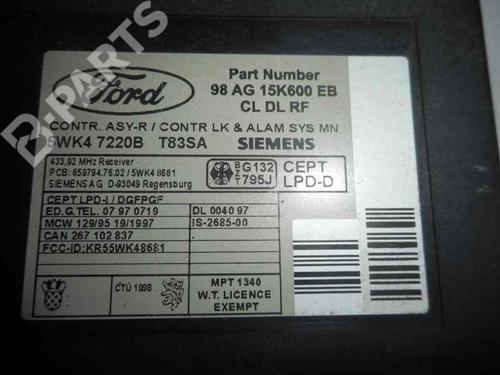 B-PARTS
Ford
Part Number
98 AG 15K600 EB
CL DL RF
CONTR. ASY-R / CONTR LK & ALAM SYS MN
5WK4 7220B T83SA SIEMENS
433,92 MHz Receiver
PCB: 659794.76.02 / 5WK4 8681
SIEMENS AG D-93049 Regensburg
BZT
G132
795J
CEPT
LPD-D
CEPT LPD-I / DGFPGF
ED.G.TEL. 07 97 0719
MCW 129/95 19/1997
CAN 267 102 837
FCC-ID:KR55WK48681
DL 0040 97
IS-2685-00
ČTÚ 1998
MPT 1340
W.T. LICENCE
EXEMPT